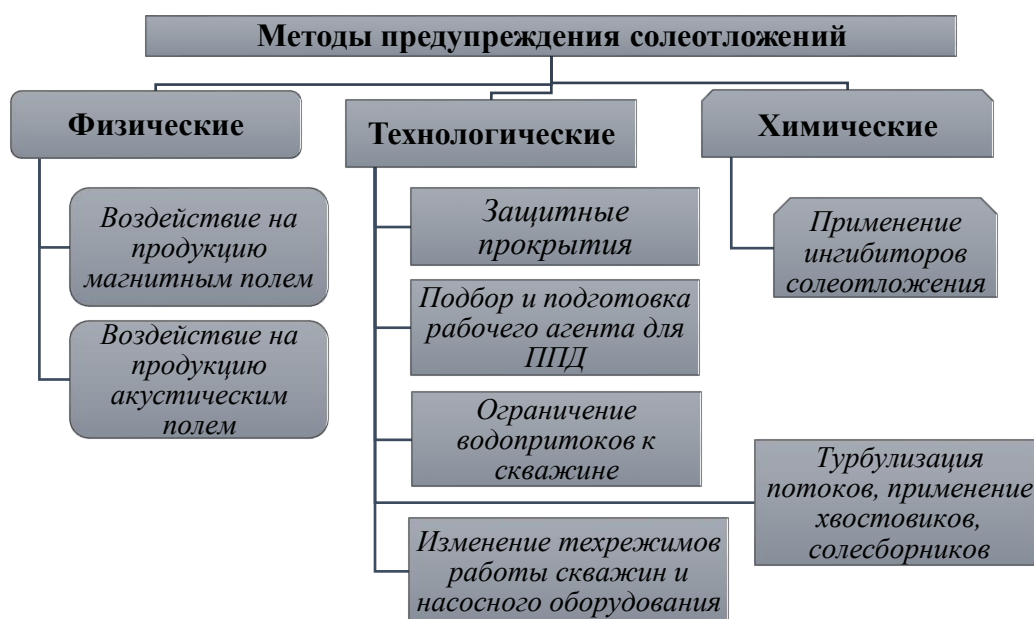 Методы предупреждения солеотложений
Физические
Воздействие на
продукцию
магнитным полем
Воздействие на
продукцию
акустическим
полем
Технологические
Защитные
прокрытия
Подбор и подготовка
рабочего агента для
ППД
Ограничение
водопритоков к
скважине
Турбулизация
потоков, применение
хвостовиков,
солесборников
Изменение техрежимов
работы скважин и
насосного оборудования
Химические
Применение
ингибиторов
солеотложения